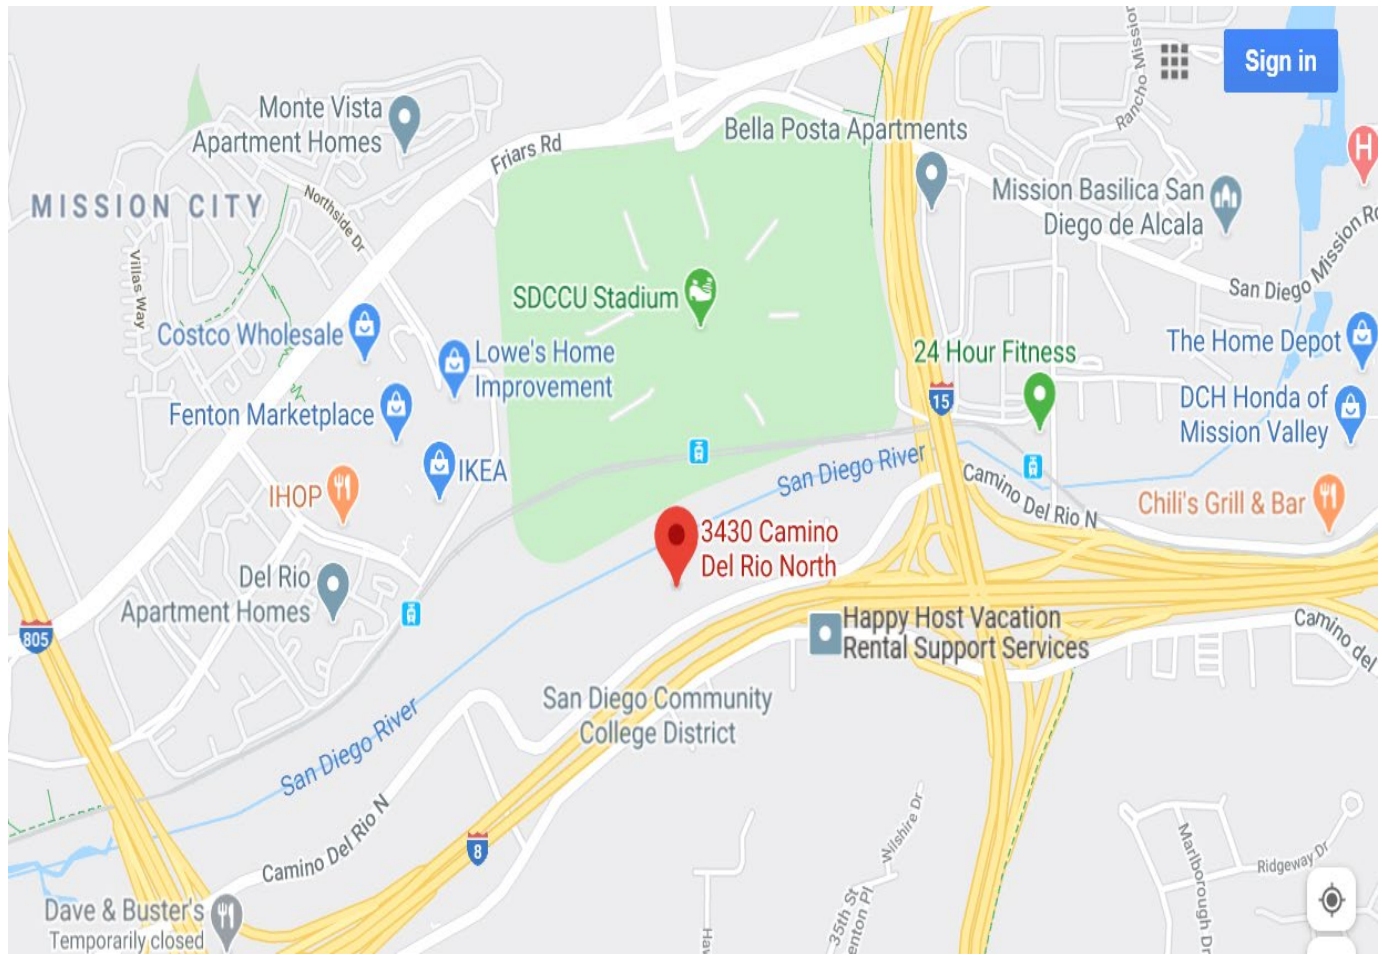 Sign in
Rancho Mission
Monte Vista
Apartment Homes
Bella Posta Apartments
H
Friars Rd
MISSION CITY
Northside Dr
Mission Basilica San
Diego de Alcala
Villas Way
San Diego Mission Rd
SDCCU Stadium
Costco Wholesale
Lowe's Home
Improvement
24 Hour Fitness
The Home Depot
15
Fenton Marketplace
DCH Honda of
Mission Valley
San Diego River
IKEA
Camino Del Rio N
IHOP
Chili's Grill & Bar
3430 Camino
Del Rio North
Del Rio
Apartment Homes
805
Happy Host Vacation
Rental Support Services
Camino del
San Diego Community
College District
San Diego River
Camino Del Rio N
8
Wilshire Dr
Marlborough Dr
Ridgeway Dr
35th St
enton Pl
Haw
Dave & Buster's
Temporarily closed